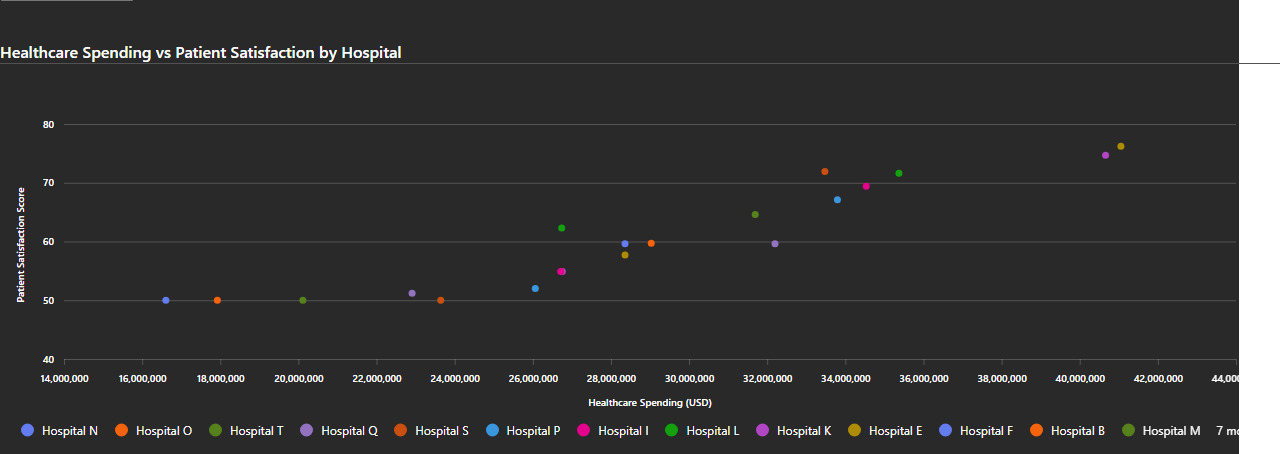 Healthcare Spending vs Patient Satisfaction by Hospital
80
70
60
50
40
Patient Satisfaction Score
14,000,000 16,000,000 18,000,000 20,000,000 22,000,000 24,000,000 26,000,000 28,000,000 30,000,000 32,000,000 34,000,000 36,000,000 38,000,000 40,000,000 42,000,000 44,000
Healthcare Spending (USD)
Hospital N Hospital O Hospital T Hospital Q Hospital S Hospital P Hospital I Hospital L Hospital K Hospital E Hospital F Hospital B Hospital M 7